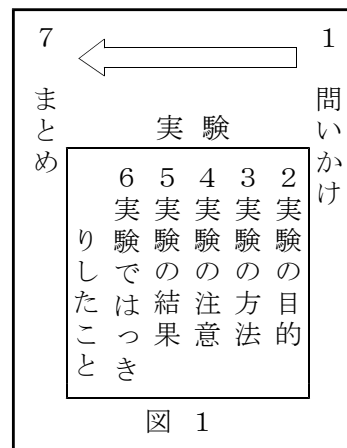 1 問いかけ
実験
2 実験の目的
3 実験の方法
4 実験の注意
5 実験の結果
6 実験ではっき
りしたこと
7 まとめ
図 1